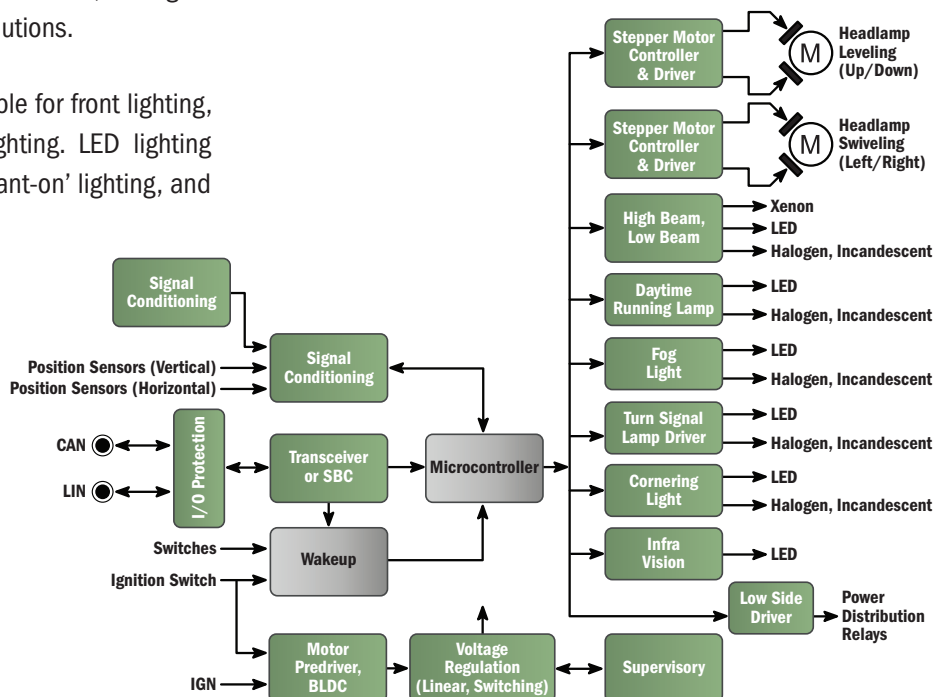 utions.
ble for front lighting,
ghting. LED lighting
ant-on’ lighting, and
Stepper Motor
Controller
& Driver
M
Headlamp
Leveling
(Up/Down)
Stepper Motor
Controller
& Driver
M
Headlamp
Swiveling
(Left/Right)
High Beam,
Low Beam
Xenon
LED
Halogen, Incandescent
Daytime
Running Lamp
LED
Halogen, Incandescent
Fog
Light
LED
Halogen, Incandescent
Turn Signal
Lamp Driver
LED
Halogen, Incandescent
Cornering
Light
LED
Halogen, Incandescent
Infra
Vision
LED
Low Side
Driver
Power
Distribution
Relays
Signal
Conditioning
Signal
Conditioning
Position Sensors (Vertical)
Position Sensors (Horizontal)
CAN
LIN
I/O Protection
Transceiver
or SBC
Microcontroller
Switches
Ignition Switch
Wakeup
IGN
Motor
Predriver,
BLDC
Voltage
Regulation
(Linear, Switching)
Supervisory